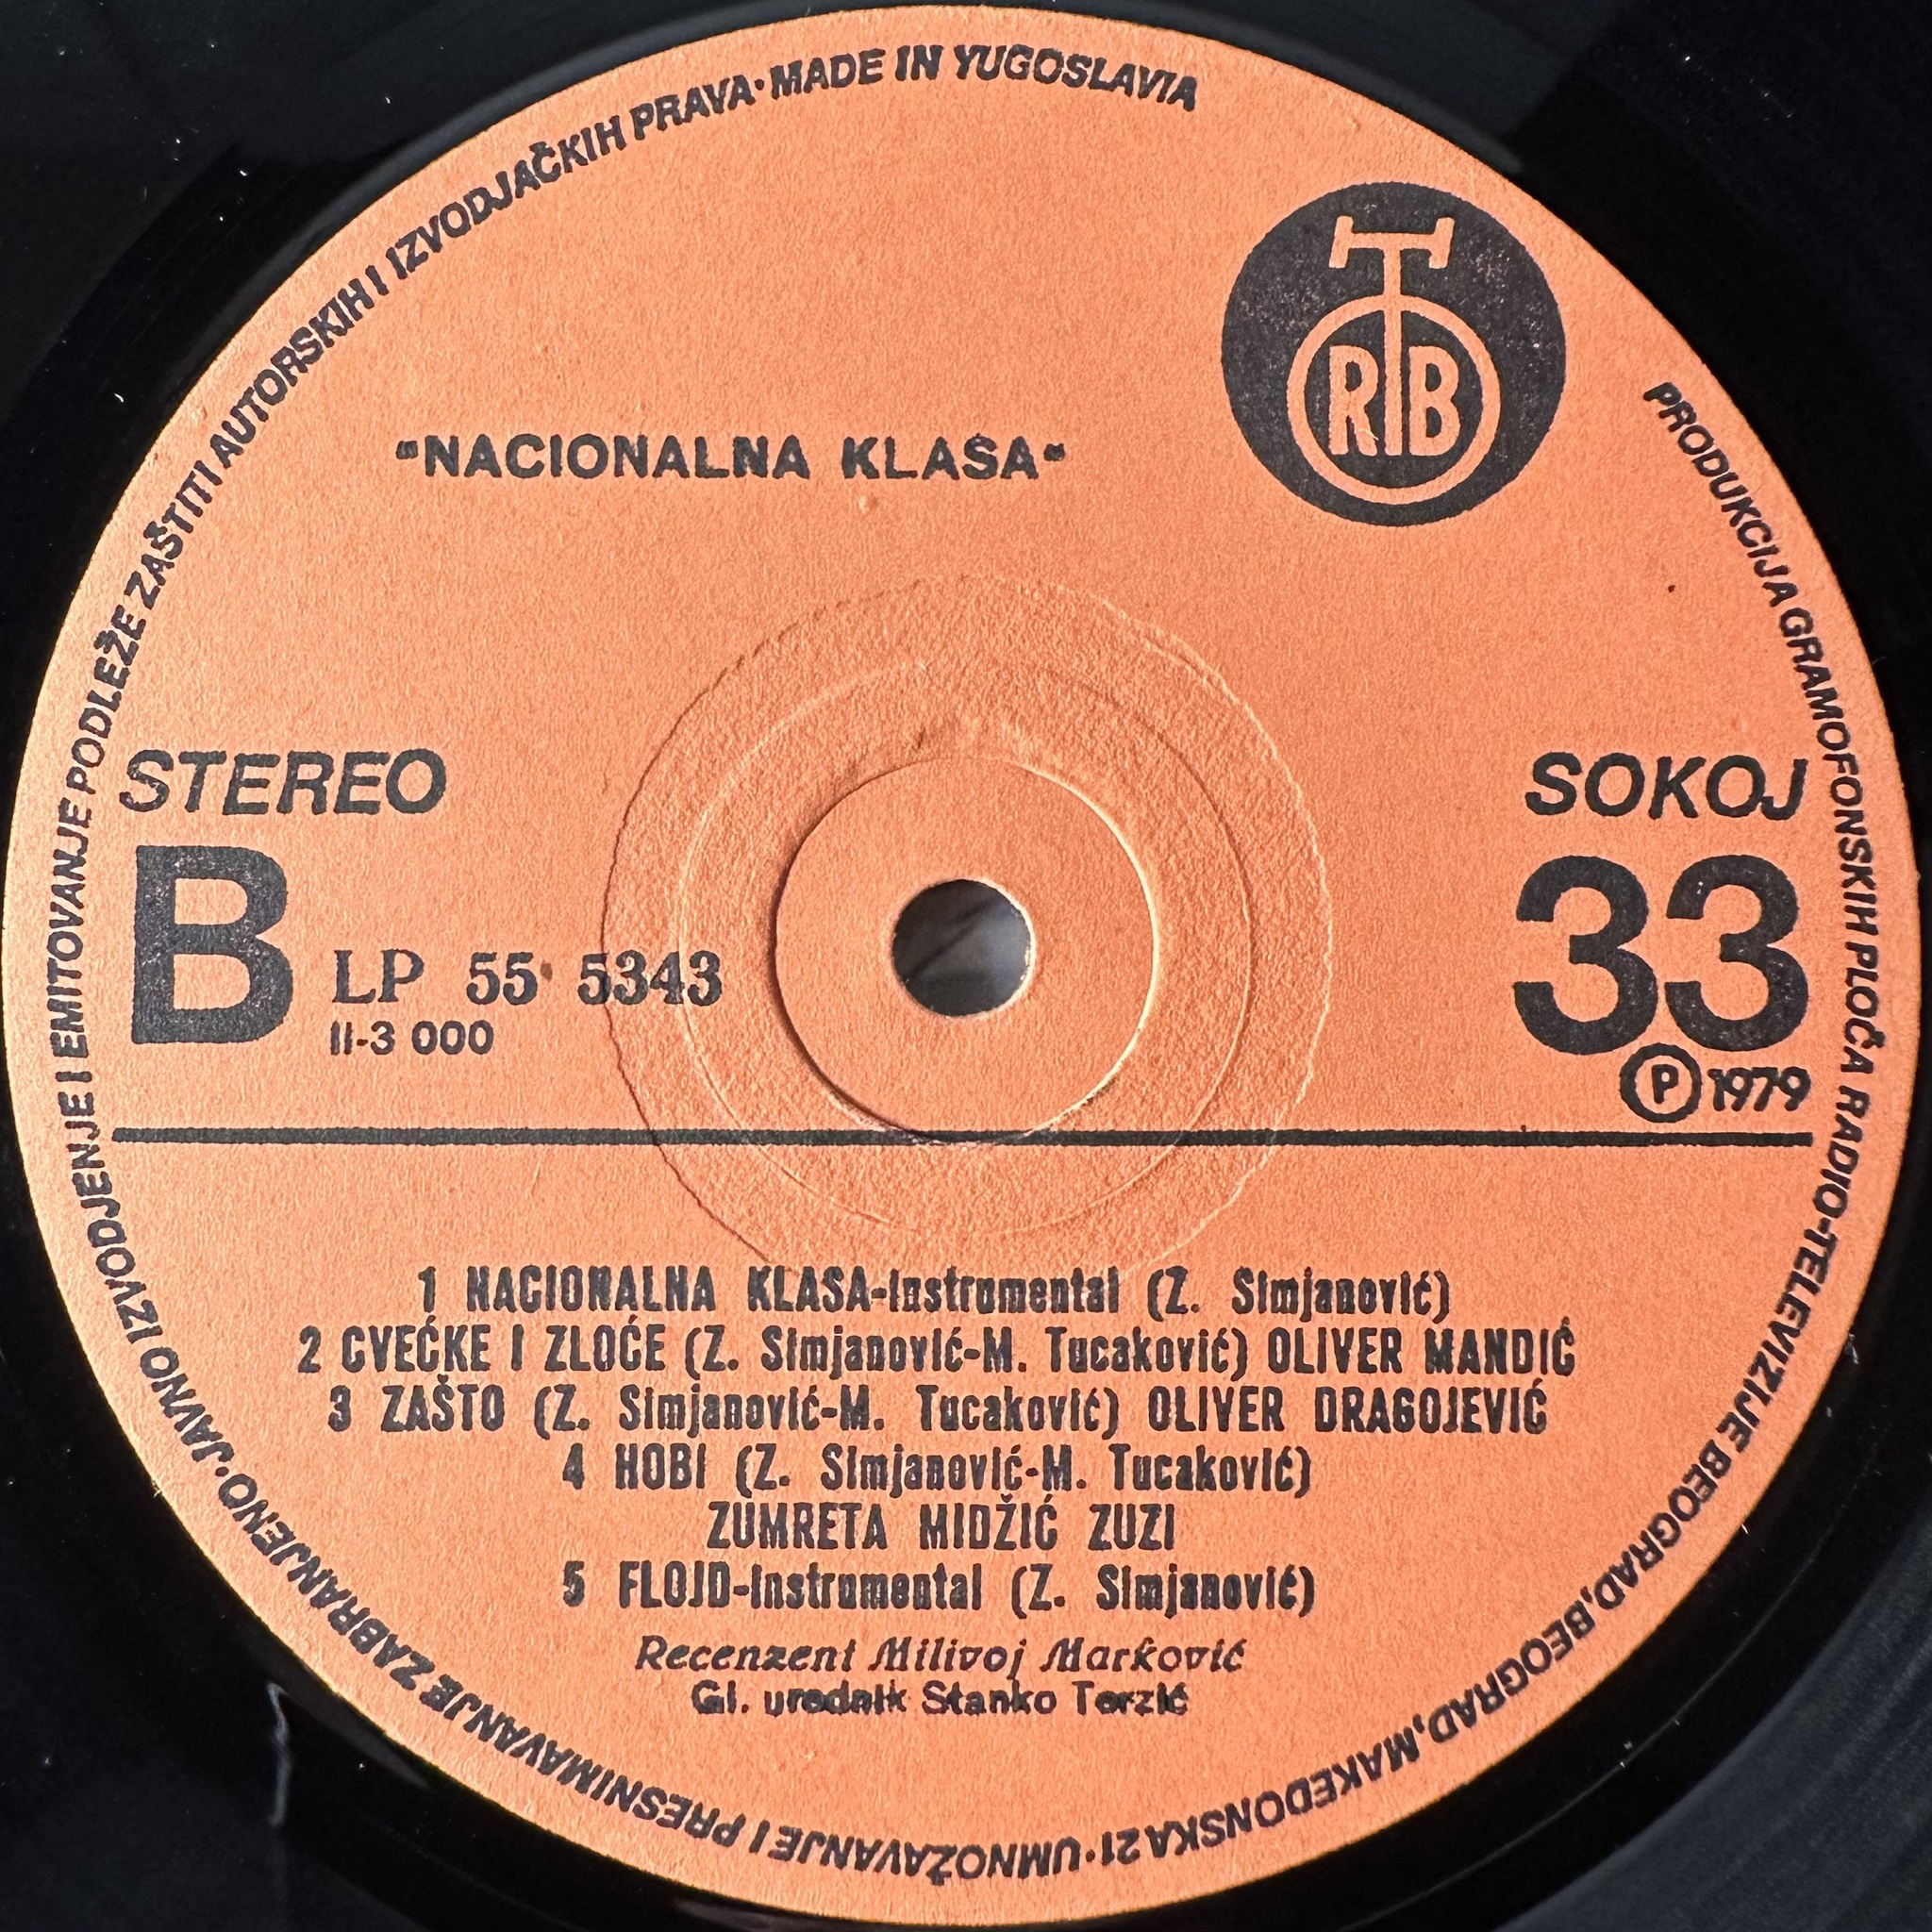 PRODUKCIJA GRAMOFONSKIH PLOČA RADIO-TELEVIZIJE BEOGRAD, BEOGRAD, MAKEDONSKA 21 · UMNOŽAVANJE I PRESNIMAVANJE ZABRANJENO · JAVNO IZVODJENJE I EMITOVANJE PODLEŽE ZAŠTITI AUTORSKIH I IZVODJAČKIH PRAVA · MADE IN YUGOSLAVIA
RTB
"NACIONALNA KLASA"
STEREO
SOKOJ
B
LP 55 5343
33
II-3 000
Ⓟ 1979
1 NACIONALNA KLASA-Instrumental (Z. Simjanović)
2 CVEĆKE I ZLOĆE (Z. Simjanović-M. Tucaković) OLIVER MANDIĆ
3 ZAŠTO (Z. Simjanović-M. Tucaković) OLIVER DRAGOJEVIĆ
4 HOBI (Z. Simjanović-M. Tucaković)
ZUMRETA MIDŽIĆ ZUZI
5 FLOJD-Instrumental (Z. Simjanović)
Recenzent Milivoj Marković
Gl. urednik Stanko Terzić